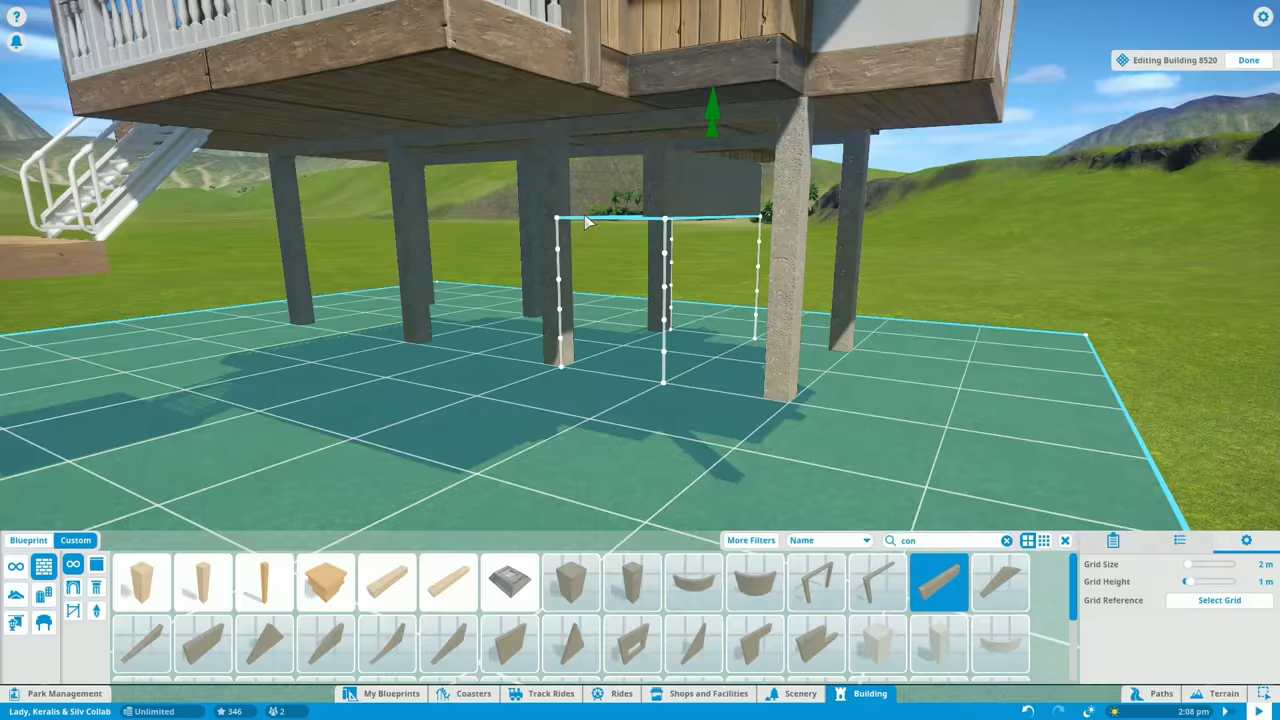 ?
Editing Building 8520 Done
Blueprint Custom More Filters Name con
Grid Size 2 m
Grid Height 1 m
Grid Reference Select Grid
Park Management My Blueprints Coasters Track Rides Rides Shops and Facilities Scenery Building Paths Terrain
Lady, Keralis & Silv Collab Unlimited 346 2 2:08 pm